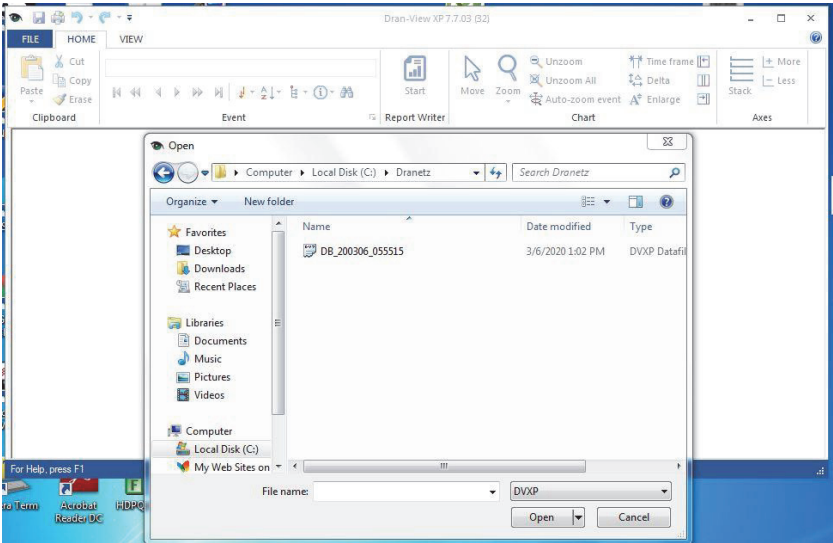 Dran-View XP 7.7.03 (32)
FILE HOME VIEW
Paste
Cut
Copy
Erase
Clipboard
Event
Start
Report Writer
Move
Zoom
Unzoom
Unzoom All
Auto-zoom event
Time frame
Delta
Enlarge
Chart
Stack
More
Less
Axes
Open
Computer Local Disk (C:) Dranetz
Search Dranetz
Organize New folder
Favorites
Desktop
Downloads
Recent Places
Libraries
Documents
Music
Pictures
Videos
Computer
Local Disk (C:)
My Web Sites on
Name Date modified Type
DB_200306_055515 3/6/2020 1:02 PM DVXP Datafil
File name: DVXP
Open Cancel
For Help, press F1
Term
Acrobat
Reader DC